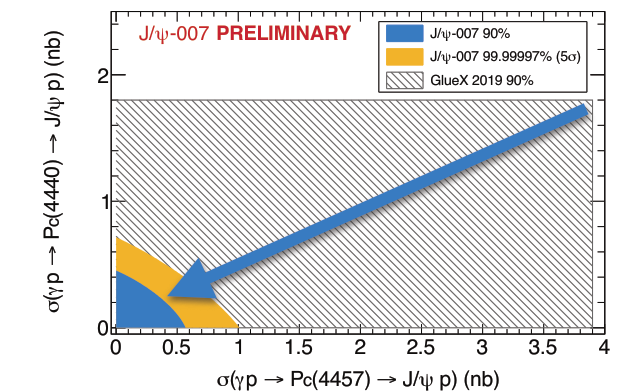 J/ψ-007 PRELIMINARY
J/ψ-007 90%
J/ψ-007 99.99997% (5σ)
GlueX 2019 90%
σ(γp → Pc(4440) → J/ψ p) (nb)
2
1
0
0 0.5 1 1.5 2 2.5 3 3.5 4
σ(γp → Pc(4457) → J/ψ p) (nb)